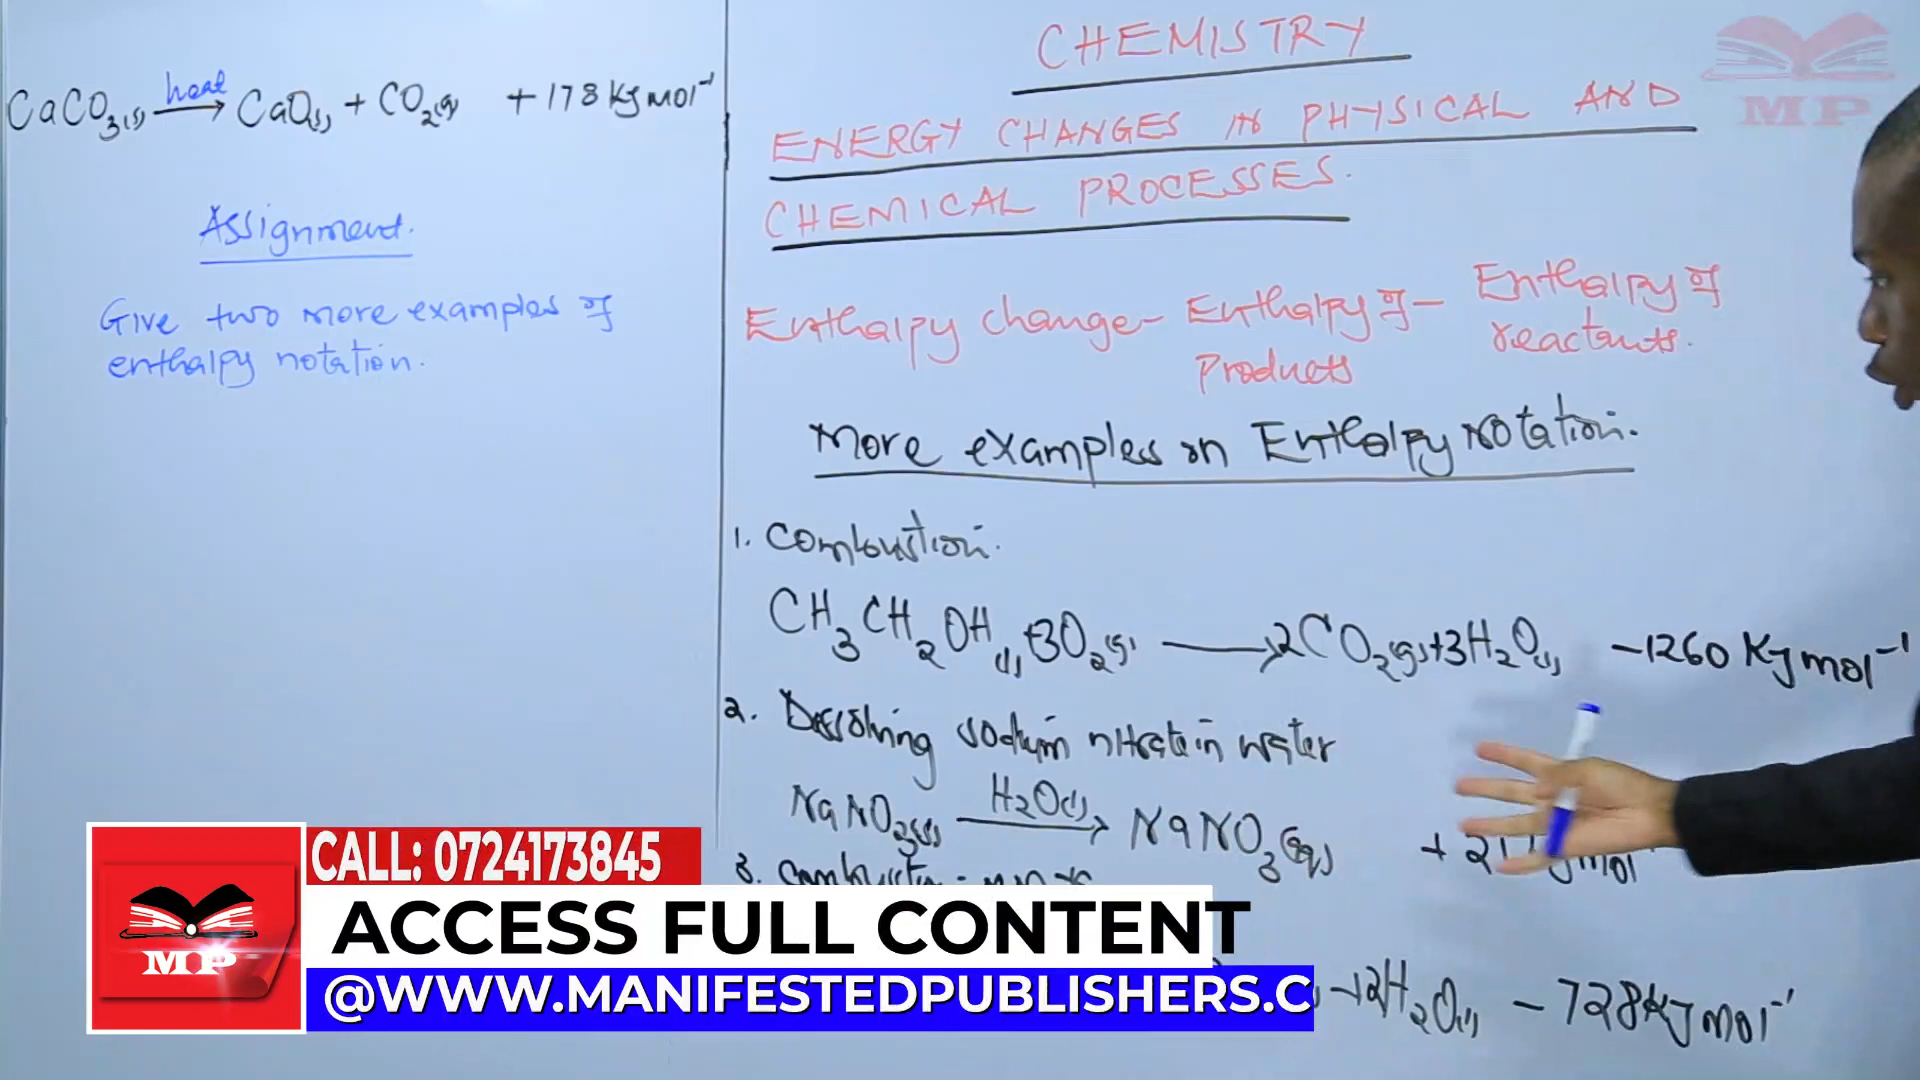 CaCO3(s) heat→ CaO(s) + CO2(g) +178 KJ mol⁻¹
Assignment.
Give two more examples of
enthalpy notation.
CHEMISTRY
ENERGY CHANGES IN PHYSICAL AND
CHEMICAL PROCESSES.
Enthalpy change - Enthalpy of Products - Enthalpy of reactants.
More examples on Enthalpy Notation.
1. Combustion.
CH3CH2OH(l) + 3O2(g) → 2CO2(g) + 3H2O(l) -1260 KJ mol⁻¹
2. Dissolving sodium nitrate in water
NaNO3(s) H2O(l)→ NaNO3(aq) + KJ mol
3.
+2H2O(l) -728 KJ mol⁻¹
MP
CALL: 0724173845
ACCESS FULL CONTENT
@WWW.MANIFESTEDPUBLISHERS.C
MP